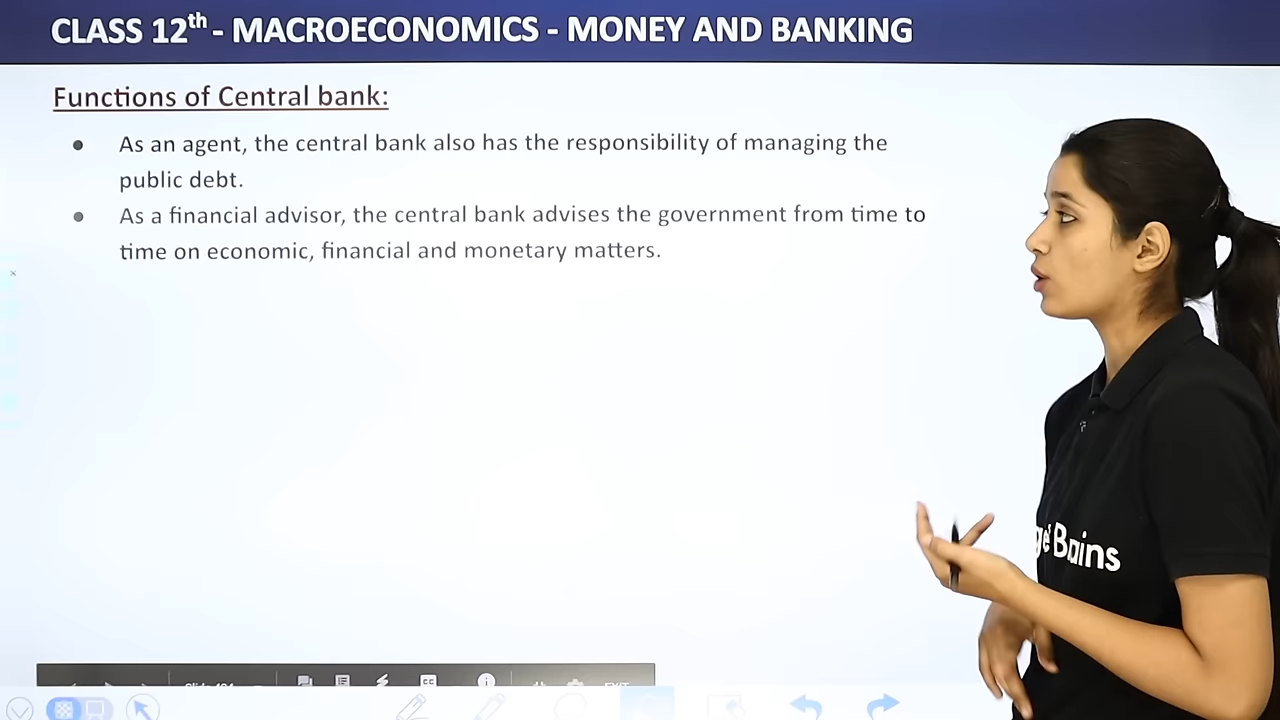 CLASS 12th - MACROECONOMICS - MONEY AND BANKING
Functions of Central bank:
● As an agent, the central bank also has the responsibility of managing the
public debt.
● As a financial advisor, the central bank advises the government from time to
time on economic, financial and monetary matters.
Bains